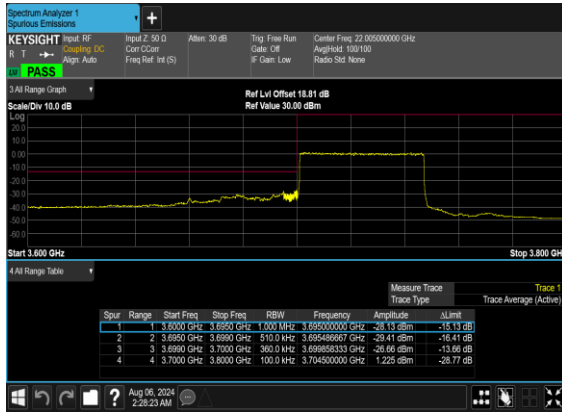 Spectrum Analyzer 1
Spurious Emissions
+
KEYSIGHT
R T
Input: RF
Coupling: DC
Align: Auto
Input Z: 50 Ω
Corr CCorr
Freq Ref: Int (S)
Atten: 30 dB
Trig: Free Run
Gate: Off
IF Gain: Low
Center Freq: 22.005000000 GHz
Avg|Hold: 100/100
Radio Std: None
LXI PASS
3 All Range Graph
Scale/Div 10.0 dB
Ref Lvl Offset 18.81 dB
Ref Value 30.00 dBm
Log
20.0
10.0
0.00
-10.0
-20.0
-30.0
-40.0
-50.0
-60.0
Start 3.600 GHz
Stop 3.800 GH
4 All Range Table
Measure Trace Trace 1
Trace Type Trace Average (Active)
Spur Range Start Freq Stop Freq RBW Frequency Amplitude ΔLimit
1 1 3.6000 GHz 3.6950 GHz 1.000 MHz 3.695000000 GHz -28.13 dBm -15.13 dB
2 2 3.6950 GHz 3.6990 GHz 510.0 kHz 3.695486667 GHz -29.41 dBm -16.41 dB
3 3 3.6990 GHz 3.7000 GHz 360.0 kHz 3.699858333 GHz -26.66 dBm -13.66 dB
4 4 3.7000 GHz 3.8000 GHz 100.0 kHz 3.704500000 GHz 1.225 dBm -28.77 dB
?
Aug 06, 2024
2:28:23 AM